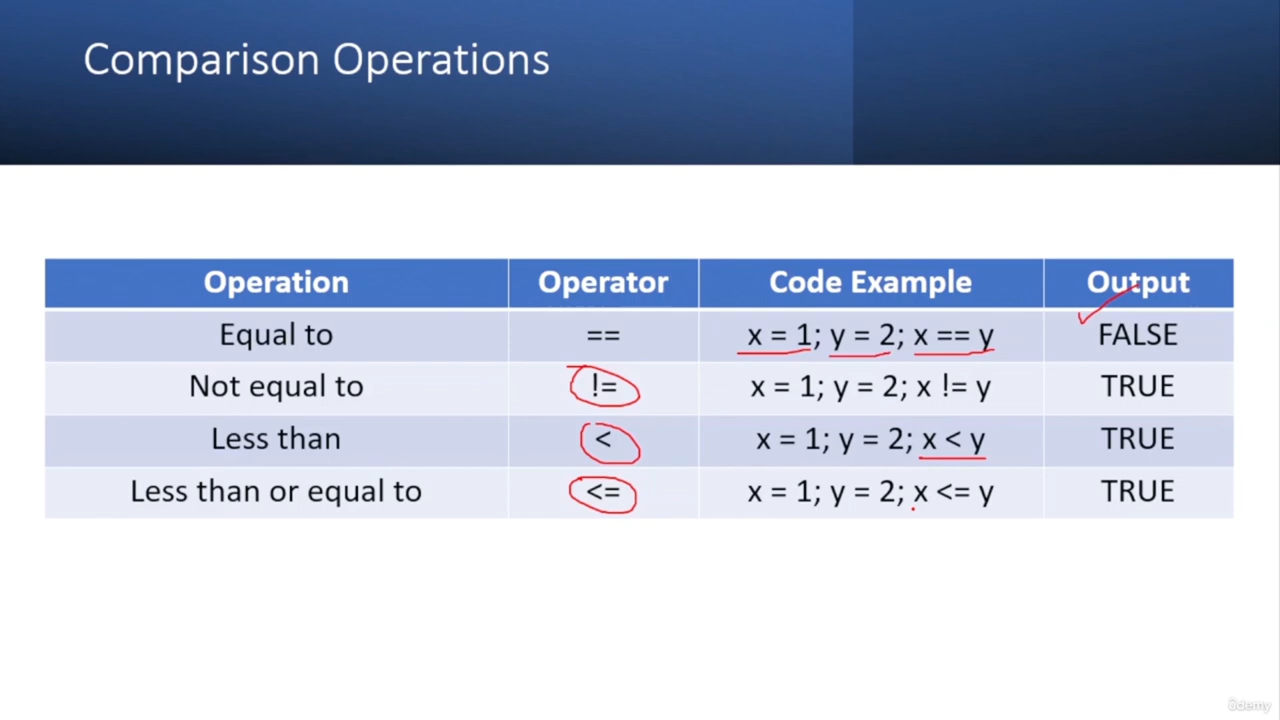 Comparison Operations
Operation Operator Code Example Output
Equal to == x = 1; y = 2; x == y FALSE
Not equal to != x = 1; y = 2; x != y TRUE
Less than < x = 1; y = 2; x < y TRUE
Less than or equal to <= x = 1; y = 2; x <= y TRUE
ûdemy